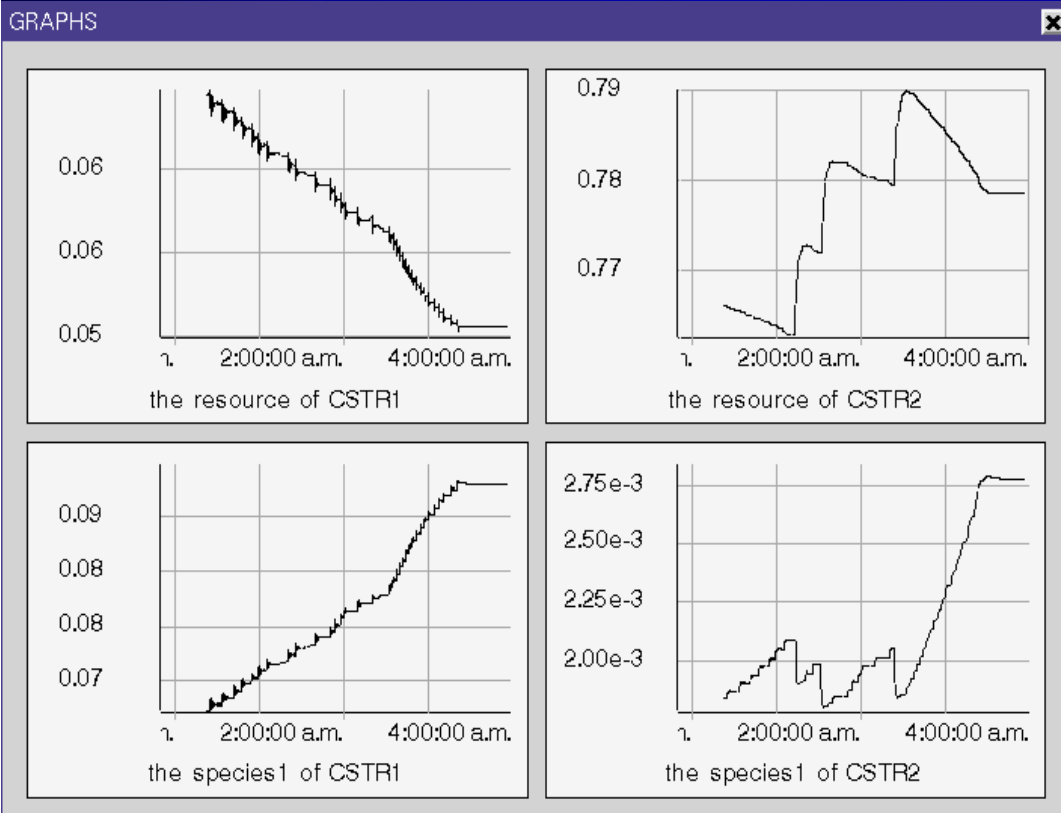 GRAPHS
0.06
0.06
0.05
2:00:00 a.m. 4:00:00 a.m.
the resource of CSTR1
0.79
0.78
0.77
2:00:00 a.m. 4:00:00 a.m.
the resource of CSTR2
0.09
0.08
0.08
0.07
2:00:00 a.m. 4:00:00 a.m.
the species1 of CSTR1
2.75e-3
2.50e-3
2.25e-3
2.00e-3
2:00:00 a.m. 4:00:00 a.m.
the species1 of CSTR2